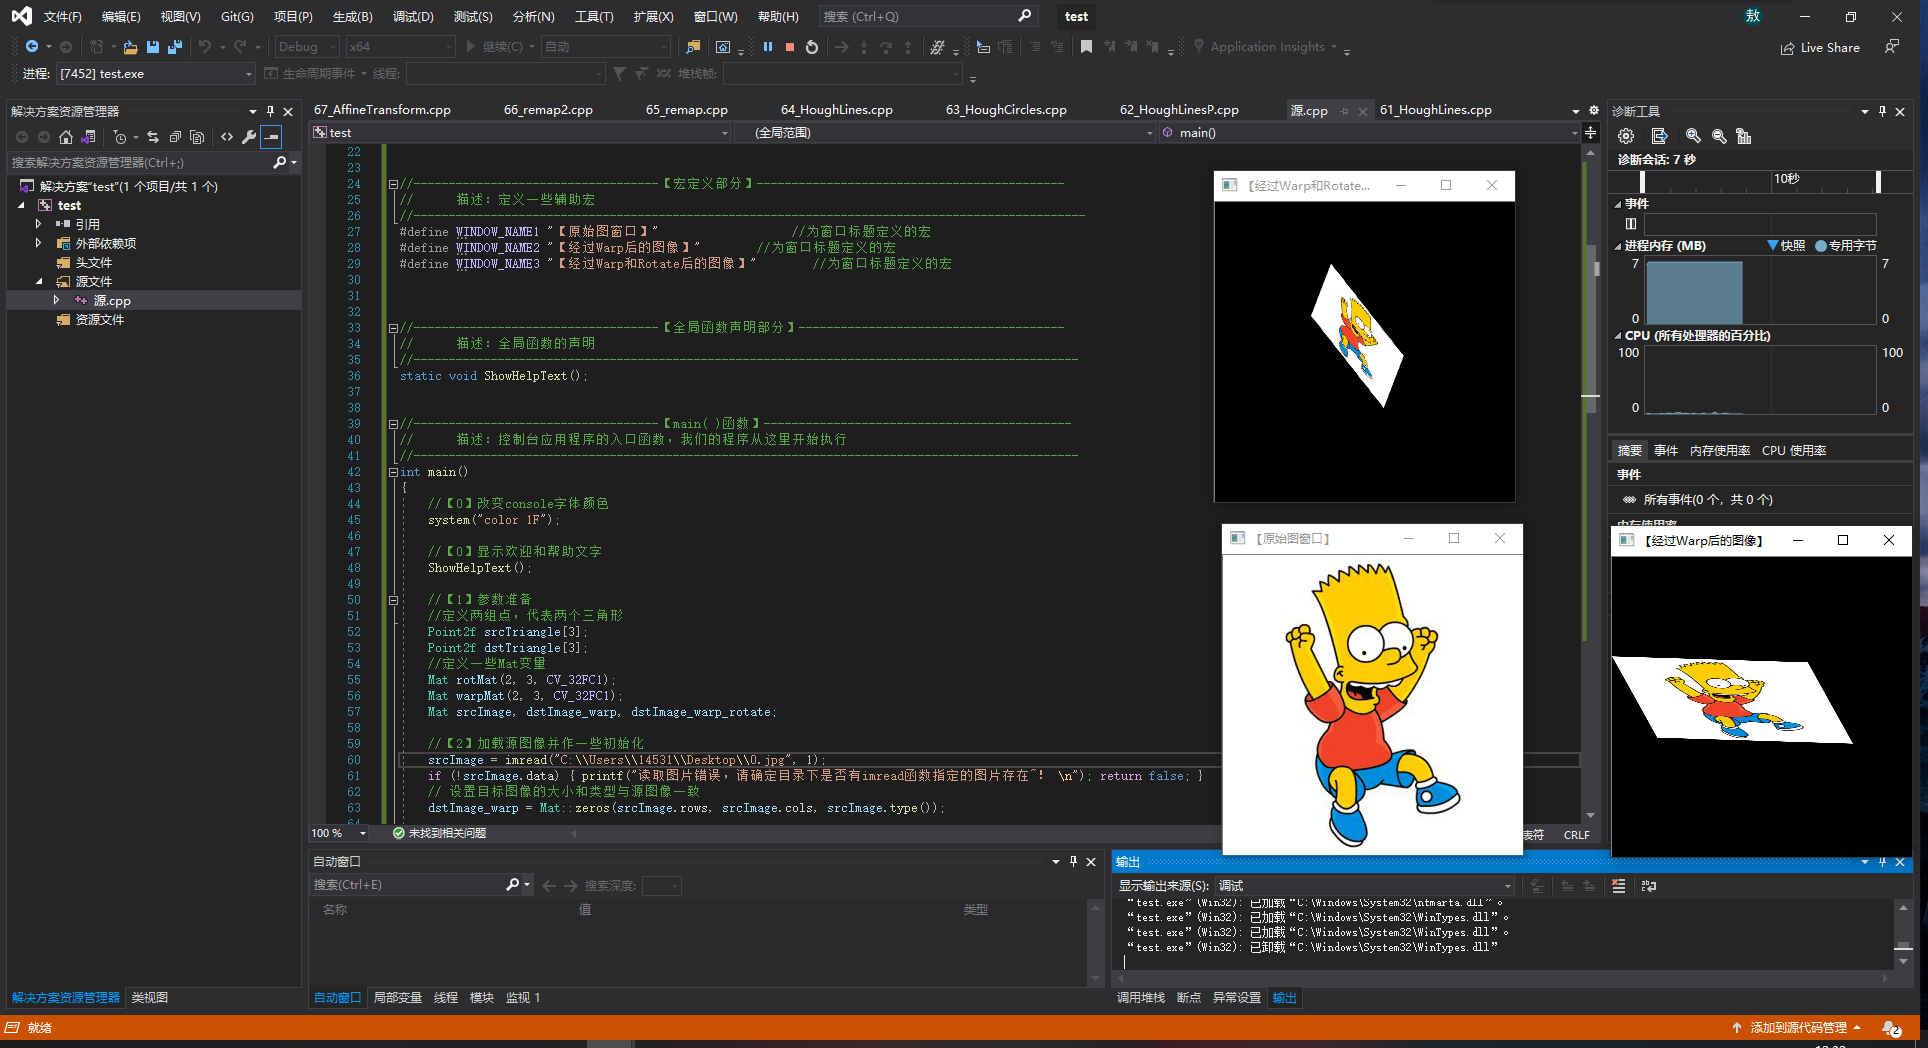 文件(F) 编辑(E) 视图(V) Git(G) 项目(P) 生成(B) 调试(D) 测试(S) 分析(N) 工具(T) 扩展(X) 窗口(W) 帮助(H) 搜索 (Ctrl+Q) test 敖
Debug x64 继续(C) 自动 Application Insights Live Share
进程: [7452] test.exe 生命周期事件 线程: 堆栈帧:
解决方案资源管理器
搜索解决方案资源管理器(Ctrl+;)
解决方案"test"(1 个项目/共 1 个)
test
引用
外部依赖项
头文件
源文件
源.cpp
资源文件
解决方案资源管理器 类视图
67_AffineTransform.cpp 66_remap2.cpp 65_remap.cpp 64_HoughLines.cpp 63_HoughCircles.cpp 62_HoughLinesP.cpp 源.cpp 61_HoughLines.cpp
test (全局范围) main()
22
23
24 //-----------------------------------【宏定义部分】--------------------------------------------
25 // 描述：定义一些辅助宏
26 //------------------------------------------------------------------------------------------------
27 #define WINDOW_NAME1 "【原始图窗口】" //为窗口标题定义的宏
28 #define WINDOW_NAME2 "【经过Warp后的图像】" //为窗口标题定义的宏
29 #define WINDOW_NAME3 "【经过Warp和Rotate后的图像】" //为窗口标题定义的宏
30
31
32
33 //-----------------------------------【全局函数声明部分】--------------------------------------
34 // 描述：全局函数的声明
35 //-----------------------------------------------------------------------------------------------
36 static void ShowHelpText();
37
38
39 //-----------------------------------【main( )函数】--------------------------------------------
40 // 描述：控制台应用程序的入口函数，我们的程序从这里开始执行
41 //-----------------------------------------------------------------------------------------------
42 int main()
43 {
44 //【0】改变console字体颜色
45 system("color 1F");
46
47 //【0】显示欢迎和帮助文字
48 ShowHelpText();
49
50 //【1】参数准备
51 //定义两组点，代表两个三角形
52 Point2f srcTriangle[3];
53 Point2f dstTriangle[3];
54 //定义一些Mat变量
55 Mat rotMat(2, 3, CV_32FC1);
56 Mat warpMat(2, 3, CV_32FC1);
57 Mat srcImage, dstImage_warp, dstImage_warp_rotate;
58
59 //【2】加载源图像并作一些初始化
60 srcImage = imread("C:\\Users\\14531\\Desktop\\0.jpg", 1);
61 if (!srcImage.data) { printf("读取图片错误，请确定目录下是否有imread函数指定的图片存在~！ \n"); return false; }
62 // 设置目标图像的大小和类型与源图像一致
63 dstImage_warp = Mat::zeros(srcImage.rows, srcImage.cols, srcImage.type());
64
100 % 未找到相关问题 表符 CRLF
【经过Warp和Rotate...
【原始图窗口】
【经过Warp后的图像】
诊断工具
诊断会话: 7 秒
10秒
事件
进程内存 (MB) 快照 专用字节
7 7
0 0
CPU (所有处理器的百分比)
100 100
0 0
摘要 事件 内存使用率 CPU 使用率
事件
所有事件(0 个，共 0 个)
内存使用率
自动窗口
搜索(Ctrl+E) 搜索深度:
名称 值 类型
自动窗口 局部变量 线程 模块 监视 1
输出
显示输出来源(S): 调试
“test.exe”(Win32): 已加载“C:\Windows\System32\ntmarta.dll”。
“test.exe”(Win32): 已加载“C:\Windows\System32\WinTypes.dll”。
“test.exe”(Win32): 已加载“C:\Windows\System32\WinTypes.dll”。
“test.exe”(Win32): 已卸载“C:\Windows\System32\WinTypes.dll”
调用堆栈 断点 异常设置 输出
就绪 添加到源代码管理 2